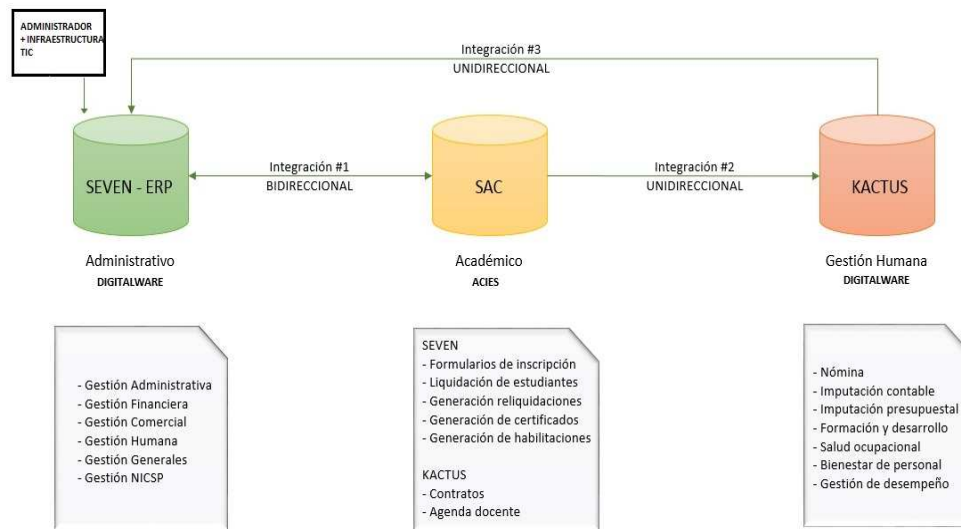 ADMINISTRADOR
+ INFRAESTRUCTURA
TIC
Integración #3
UNIDIRECCIONAL
SEVEN - ERP
Integración #1
BIDIRECCIONAL
SAC
Integración #2
UNIDIRECCIONAL
KACTUS
Administrativo
DIGITALWARE
Académico
ACIES
Gestión Humana
DIGITALWARE
- Gestión Administrativa
- Gestión Financiera
- Gestión Comercial
- Gestión Humana
- Gestión Generales
- Gestión NICSP
SEVEN
- Formularios de inscripción
- Liquidación de estudiantes
- Generación reliquidaciones
- Generación de certificados
- Generación de habilitaciones
KACTUS
- Contratos
- Agenda docente
- Nómina
- Imputación contable
- Imputación presupuestal
- Formación y desarrollo
- Salud ocupacional
- Bienestar de personal
- Gestión de desempeño